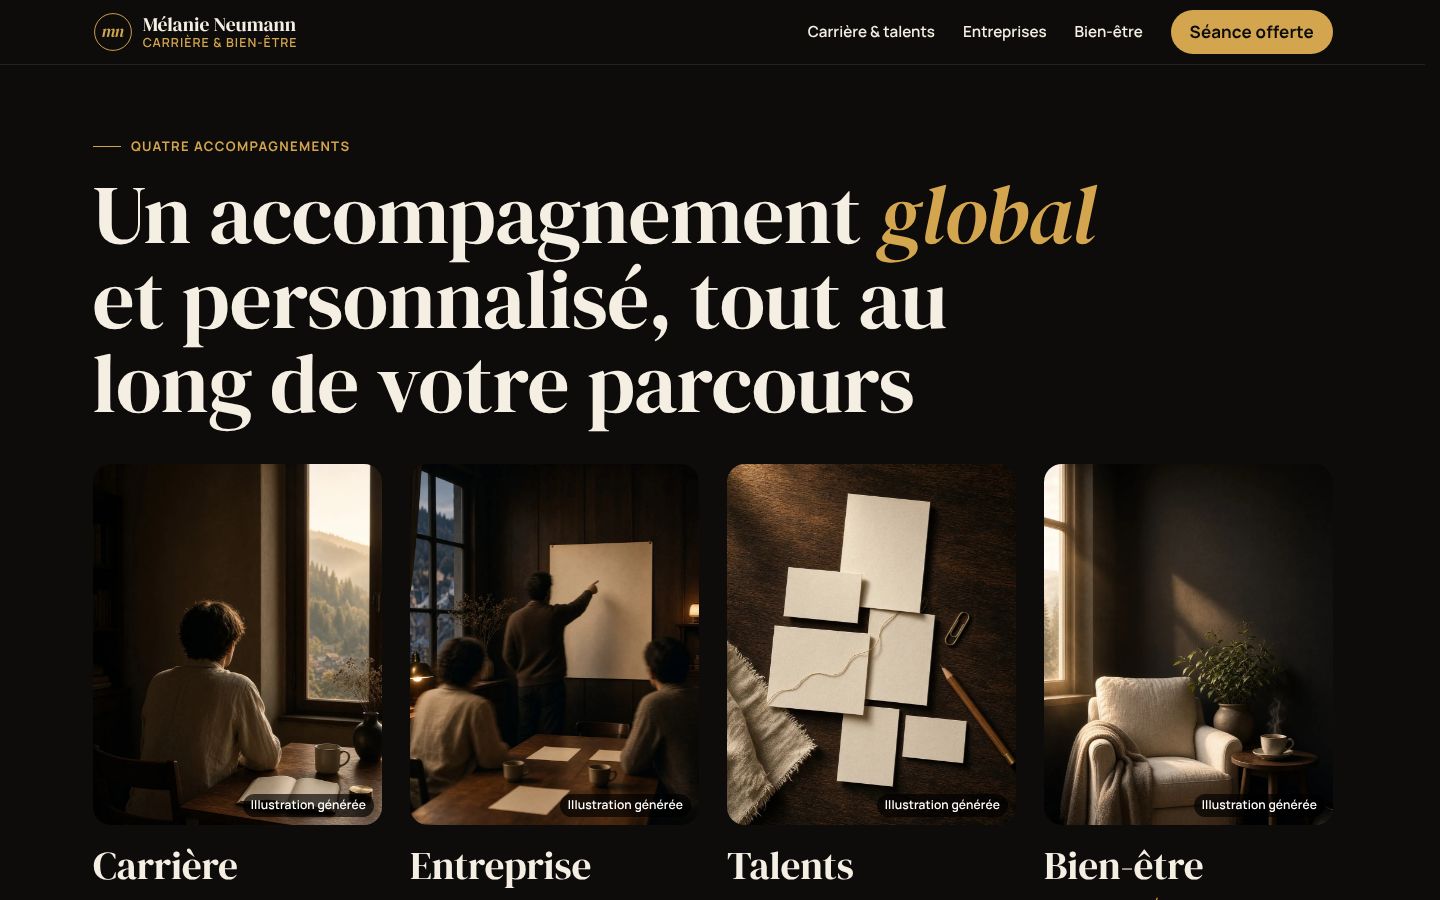 mn
Mélanie Neumann
CARRIÈRE & BIEN-ÊTRE
Carrière & talents
Entreprises
Bien-être
Séance offerte
QUATRE ACCOMPAGNEMENTS
Un accompagnement global
et personnalisé, tout au
long de votre parcours
Illustration générée
Illustration générée
Illustration générée
Illustration générée
Carrière
Entreprise
Talents
Bien-être